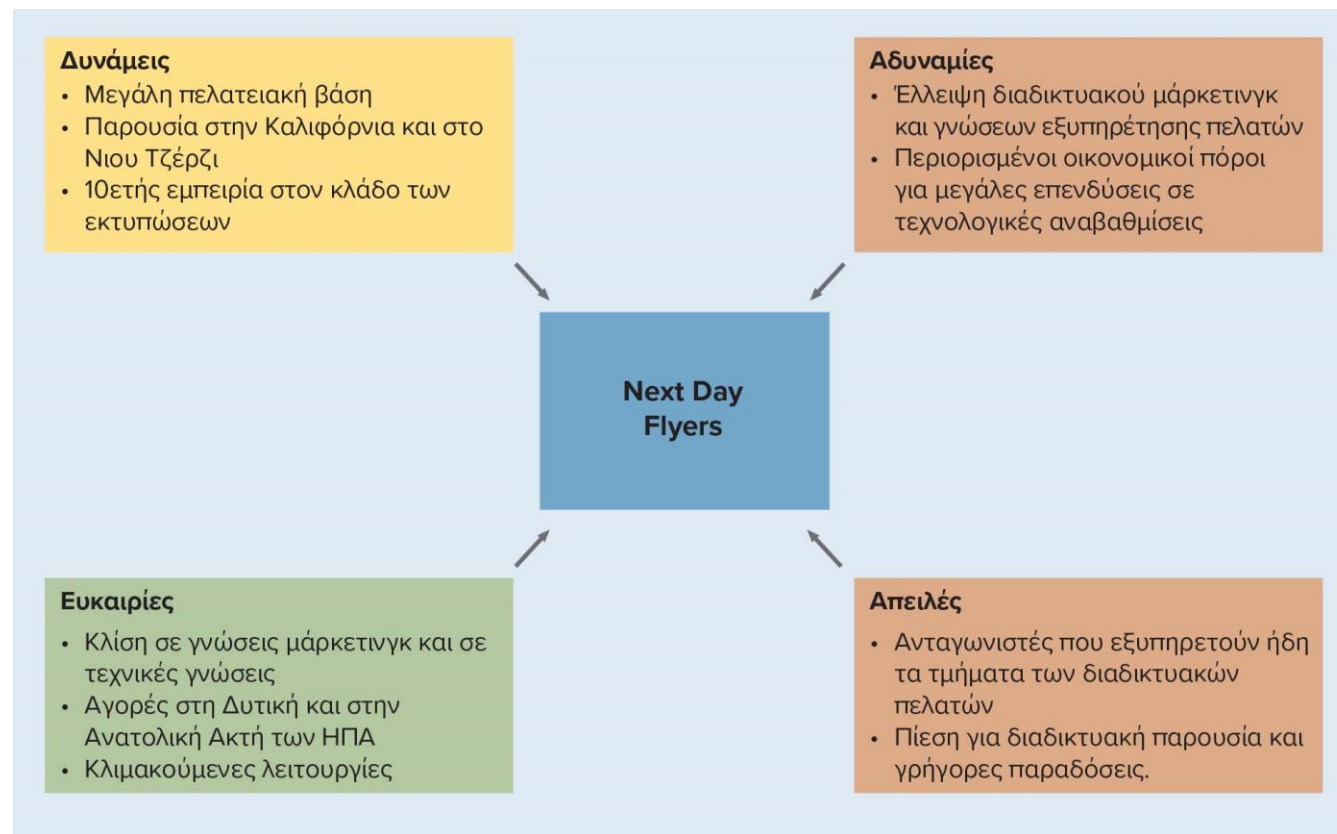 Δυνάμεις
• Μεγάλη πελατειακή βάση
• Παρουσία στην Καλιφόρνια και στο
Νιου Τζέρζι
• 10ετής εμπειρία στον κλάδο των
εκτυπώσεων
Αδυναμίες
• Έλλειψη διαδικτυακού μάρκετινγκ
και γνώσεων εξυπηρέτησης πελατών
• Περιορισμένοι οικονομικοί πόροι
για μεγάλες επενδύσεις σε
τεχνολογικές αναβαθμίσεις
Next Day
Flyers
Ευκαιρίες
• Κλίση σε γνώσεις μάρκετινγκ και σε
τεχνικές γνώσεις
• Αγορές στη Δυτική και στην
Ανατολική Ακτή των ΗΠΑ
• Κλιμακούμενες λειτουργίες
Απειλές
• Ανταγωνιστές που εξυπηρετούν ήδη
τα τμήματα των διαδικτυακών
πελατών
• Πίεση για διαδικτυακή παρουσία και
γρήγορες παραδόσεις.